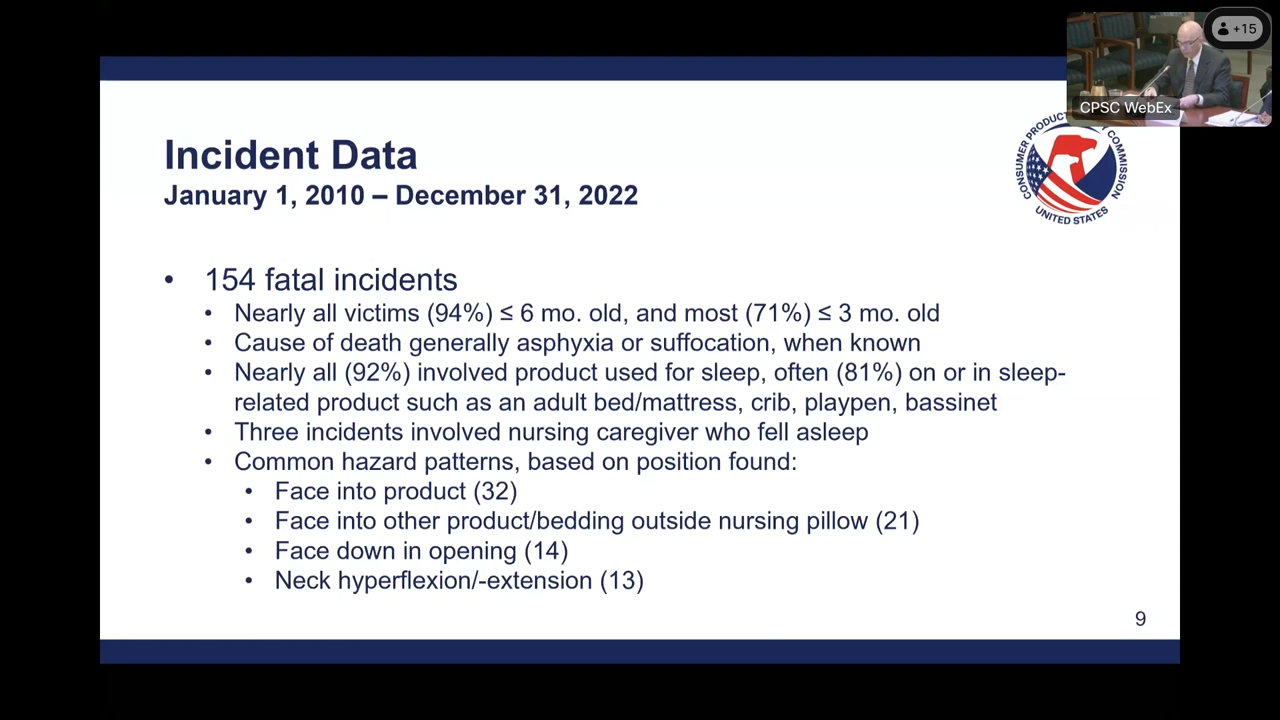 +15
CPSC WebEx
Incident Data
January 1, 2010 – December 31, 2022
CONSUMER PRODUCT COMMISSION
UNITED STATES
• 154 fatal incidents
• Nearly all victims (94%) ≤ 6 mo. old, and most (71%) ≤ 3 mo. old
• Cause of death generally asphyxia or suffocation, when known
• Nearly all (92%) involved product used for sleep, often (81%) on or in sleep-
related product such as an adult bed/mattress, crib, playpen, bassinet
• Three incidents involved nursing caregiver who fell asleep
• Common hazard patterns, based on position found:
• Face into product (32)
• Face into other product/bedding outside nursing pillow (21)
• Face down in opening (14)
• Neck hyperflexion/-extension (13)
9